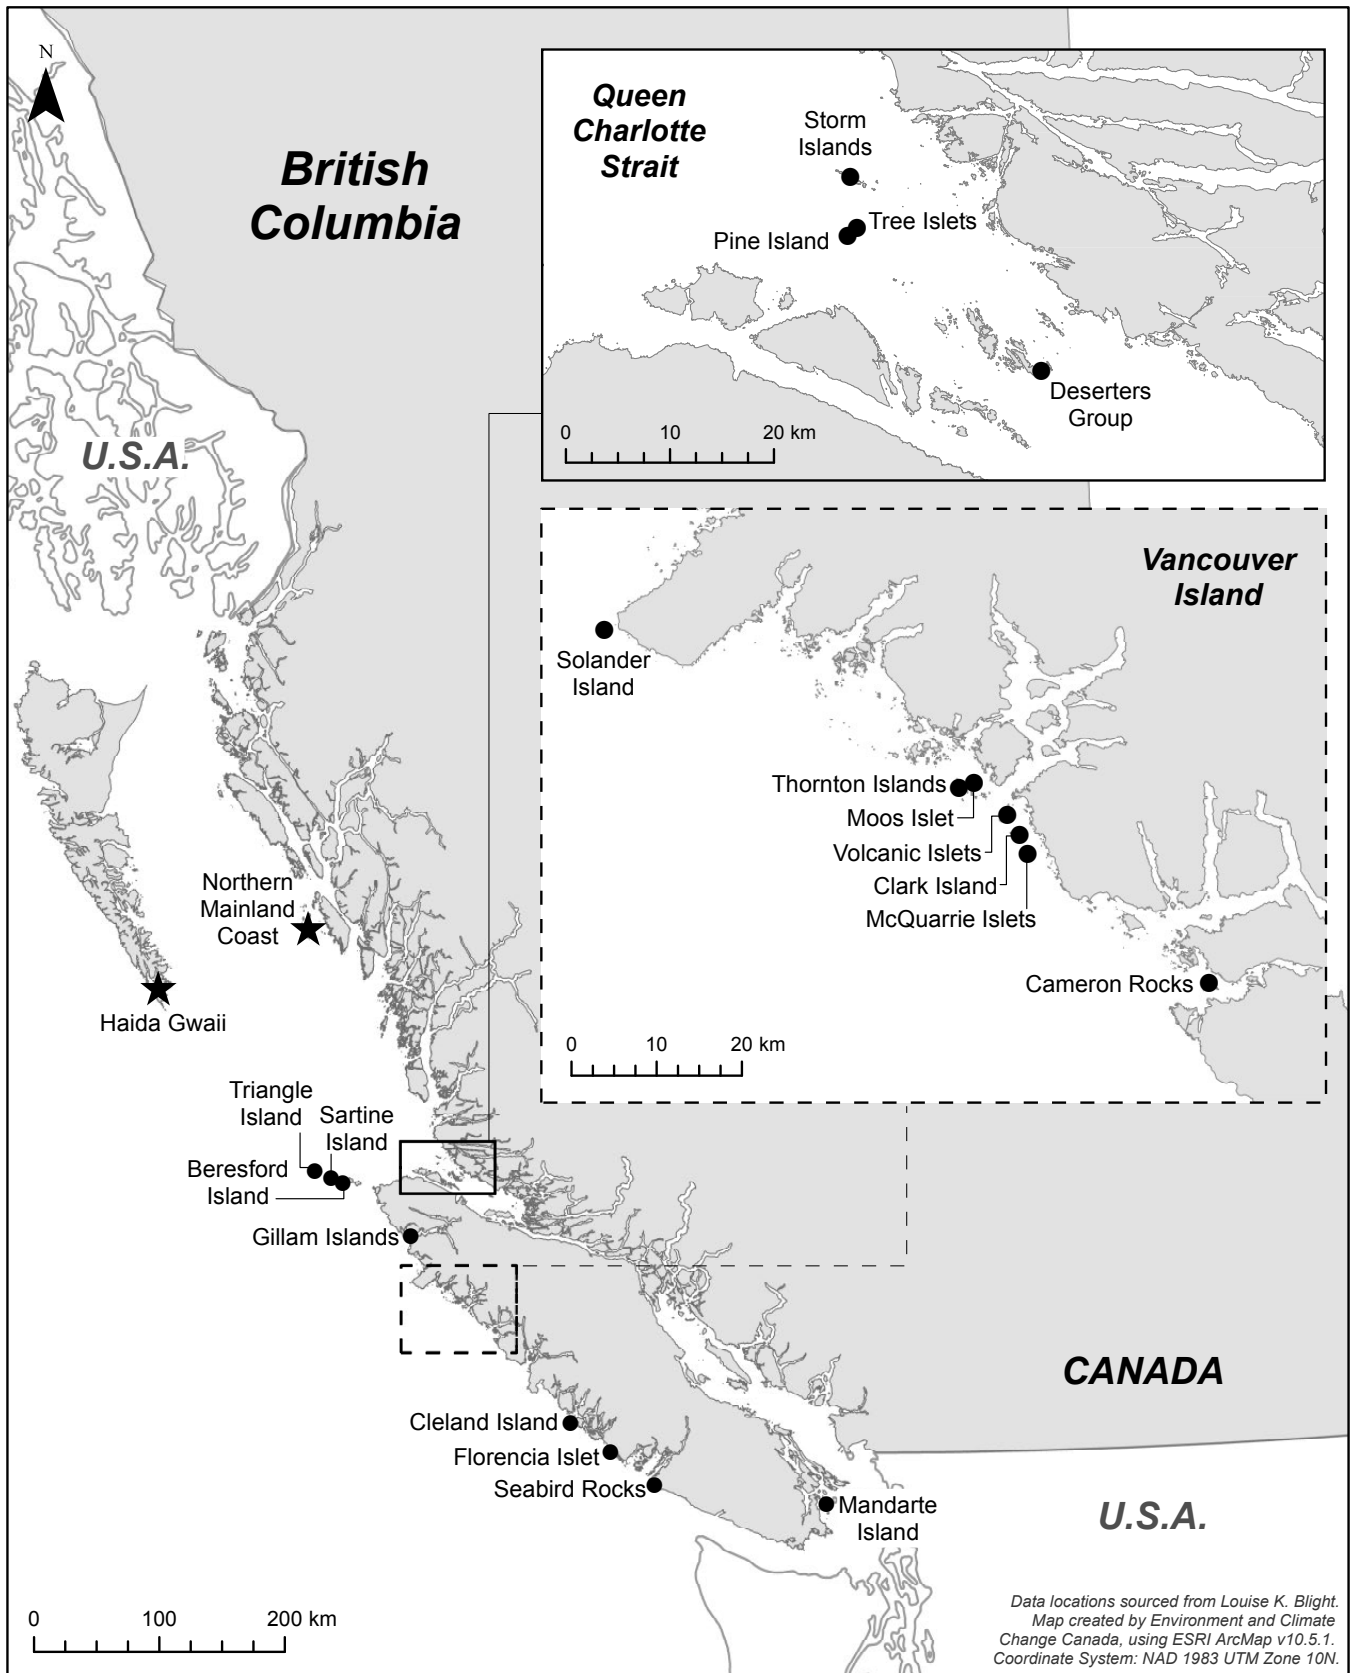 N
British
Columbia
U.S.A.
Queen
Charlotte
Strait
Storm
Islands
Tree Islets
Pine Island
Deserters
Group
0 10 20 km
Vancouver
Island
Solander
Island
Thornton Islands
Moos Islet
Volcanic Islets
Clark Island
McQuarrie Islets
Cameron Rocks
0 10 20 km
Northern
Mainland
Coast
Haida Gwaii
Triangle
Island
Sartine
Island
Beresford
Island
Gillam Islands
CANADA
Cleland Island
Florencia Islet
Seabird Rocks
Mandarte
Island
U.S.A.
0 100 200 km
Data locations sourced from Louise K. Blight.
Map created by Environment and Climate
Change Canada, using ESRI ArcMap v10.5.1.
Coordinate System: NAD 1983 UTM Zone 10N.